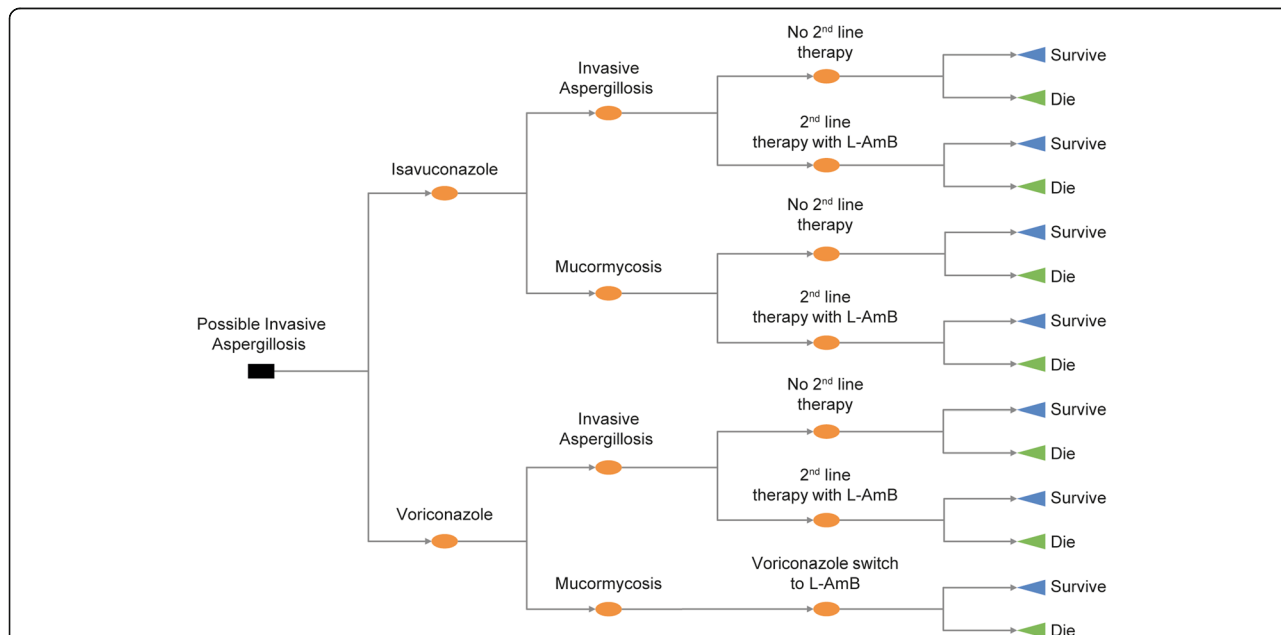 No 2nd line
therapy
Survive
Die
Invasive
Aspergillosis
2nd line
therapy with L-AmB
Survive
Die
Isavuconazole
No 2nd line
therapy
Survive
Die
Mucormycosis
2nd line
therapy with L-AmB
Survive
Die
Possible Invasive
Aspergillosis
No 2nd line
therapy
Survive
Die
Invasive
Aspergillosis
2nd line
therapy with L-AmB
Survive
Die
Voriconazole
Voriconazole switch
to L-AmB
Survive
Die
Mucormycosis